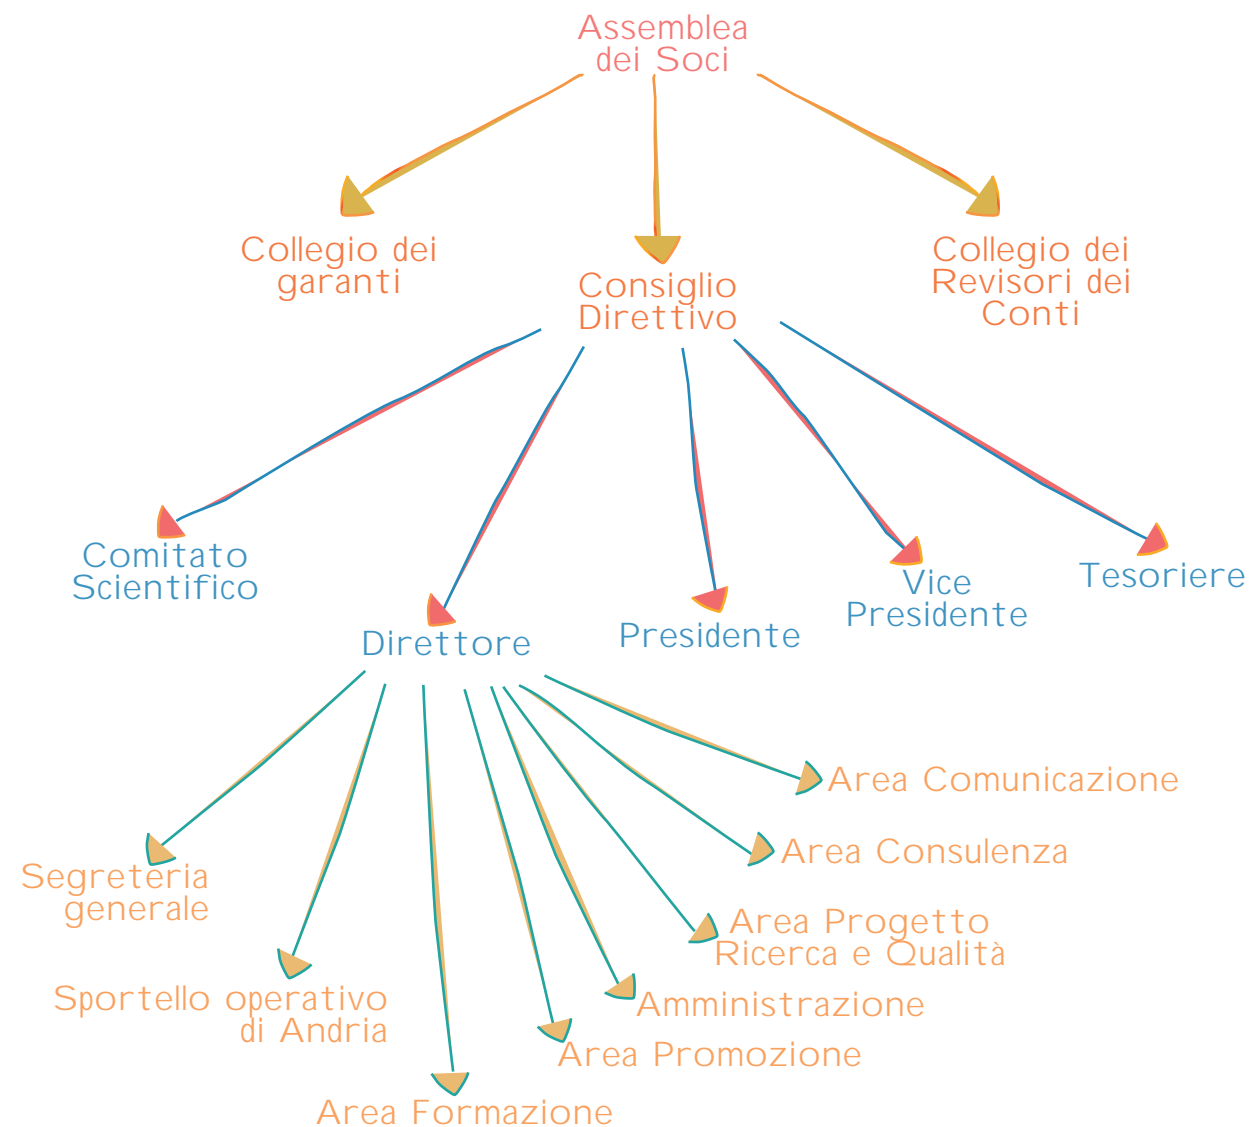 Assemblea
dei Soci
Collegio dei
garanti
Consiglio
Direttivo
Collegio dei
Revisori dei
Conti
Comitato
Scientifico
Direttore
Presidente
Vice
Presidente
Tesoriere
Segreteria
generale
Sportello operativo
di Andria
Area Formazione
Area Promozione
Amministrazione
Area Progetto
Ricerca e Qualità
Area Consulenza
Area Comunicazione